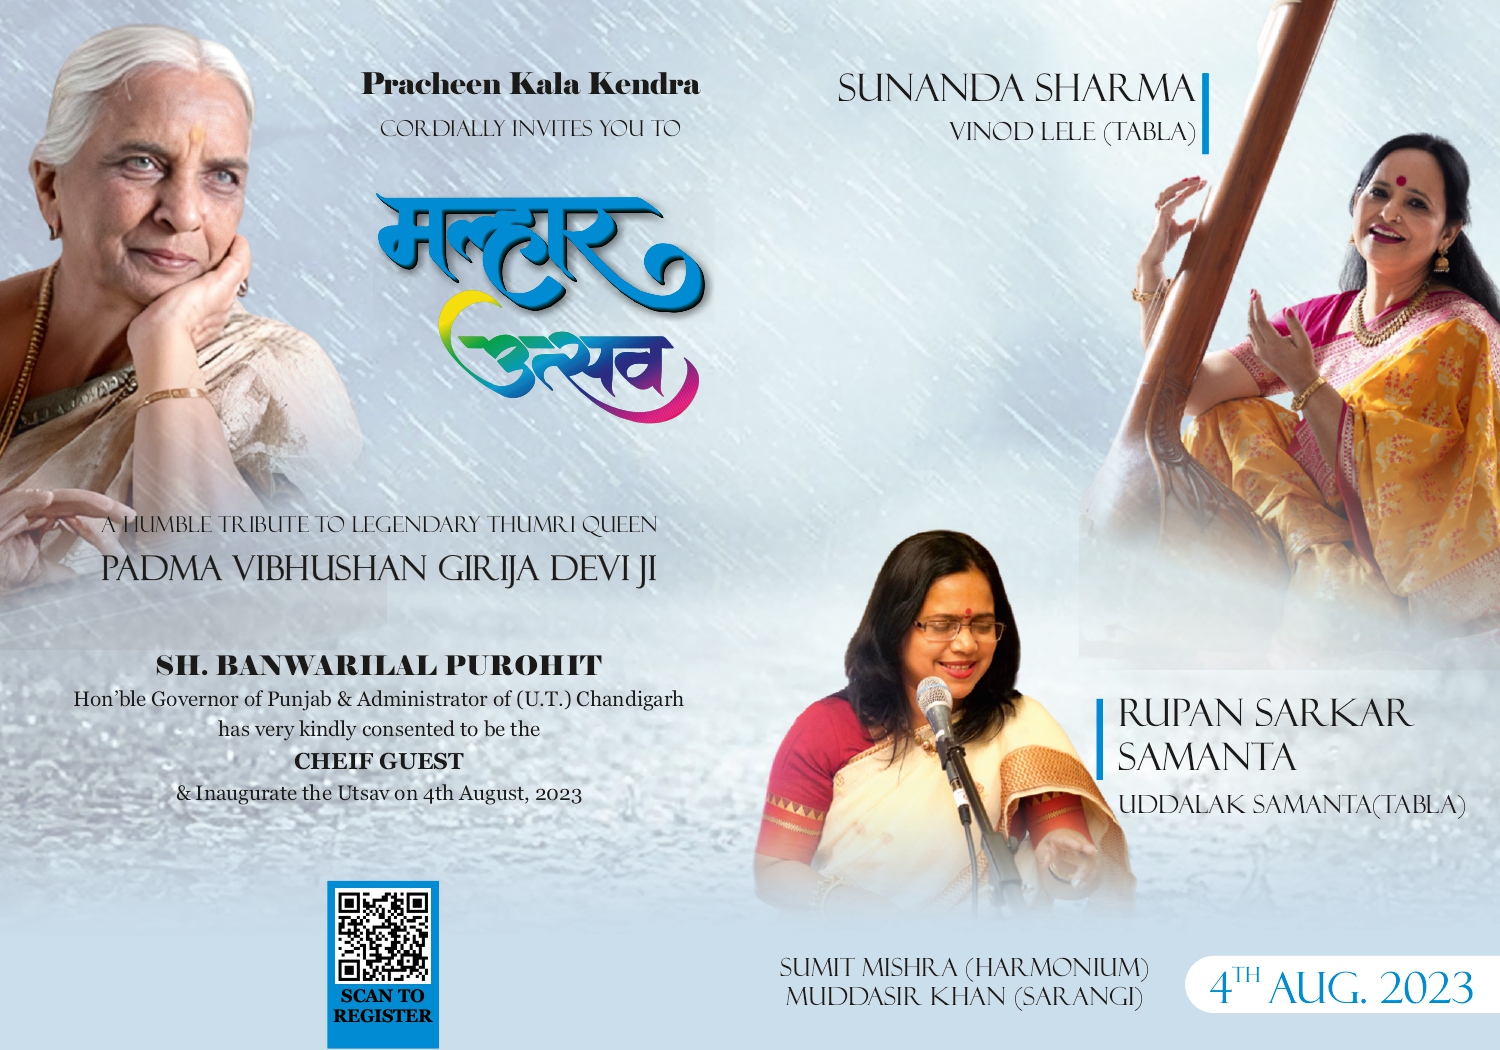 Pracheen Kala Kendra
CORDIALLY INVITES YOU TO
मल्हार
उत्सव
A HUMBLE TRIBUTE TO LEGENDARY THUMRI QUEEN
PADMA VIBHUSHAN GIRIJA DEVI JI
SH. BANWARILAL PUROHIT
Hon'ble Governor of Punjab & Administrator of (U.T.) Chandigarh
has very kindly consented to be the
CHEIF GUEST
& Inaugurate the Utsav on 4th August, 2023
SCAN TO
REGISTER
SUNANDA SHARMA
VINOD LELE (TABLA)
RUPAN SARKAR
SAMANTA
UDDALAK SAMANTA(TABLA)
SUMIT MISHRA (HARMONIUM)
MUDDASIR KHAN (SARANGI)
4TH AUG. 2023